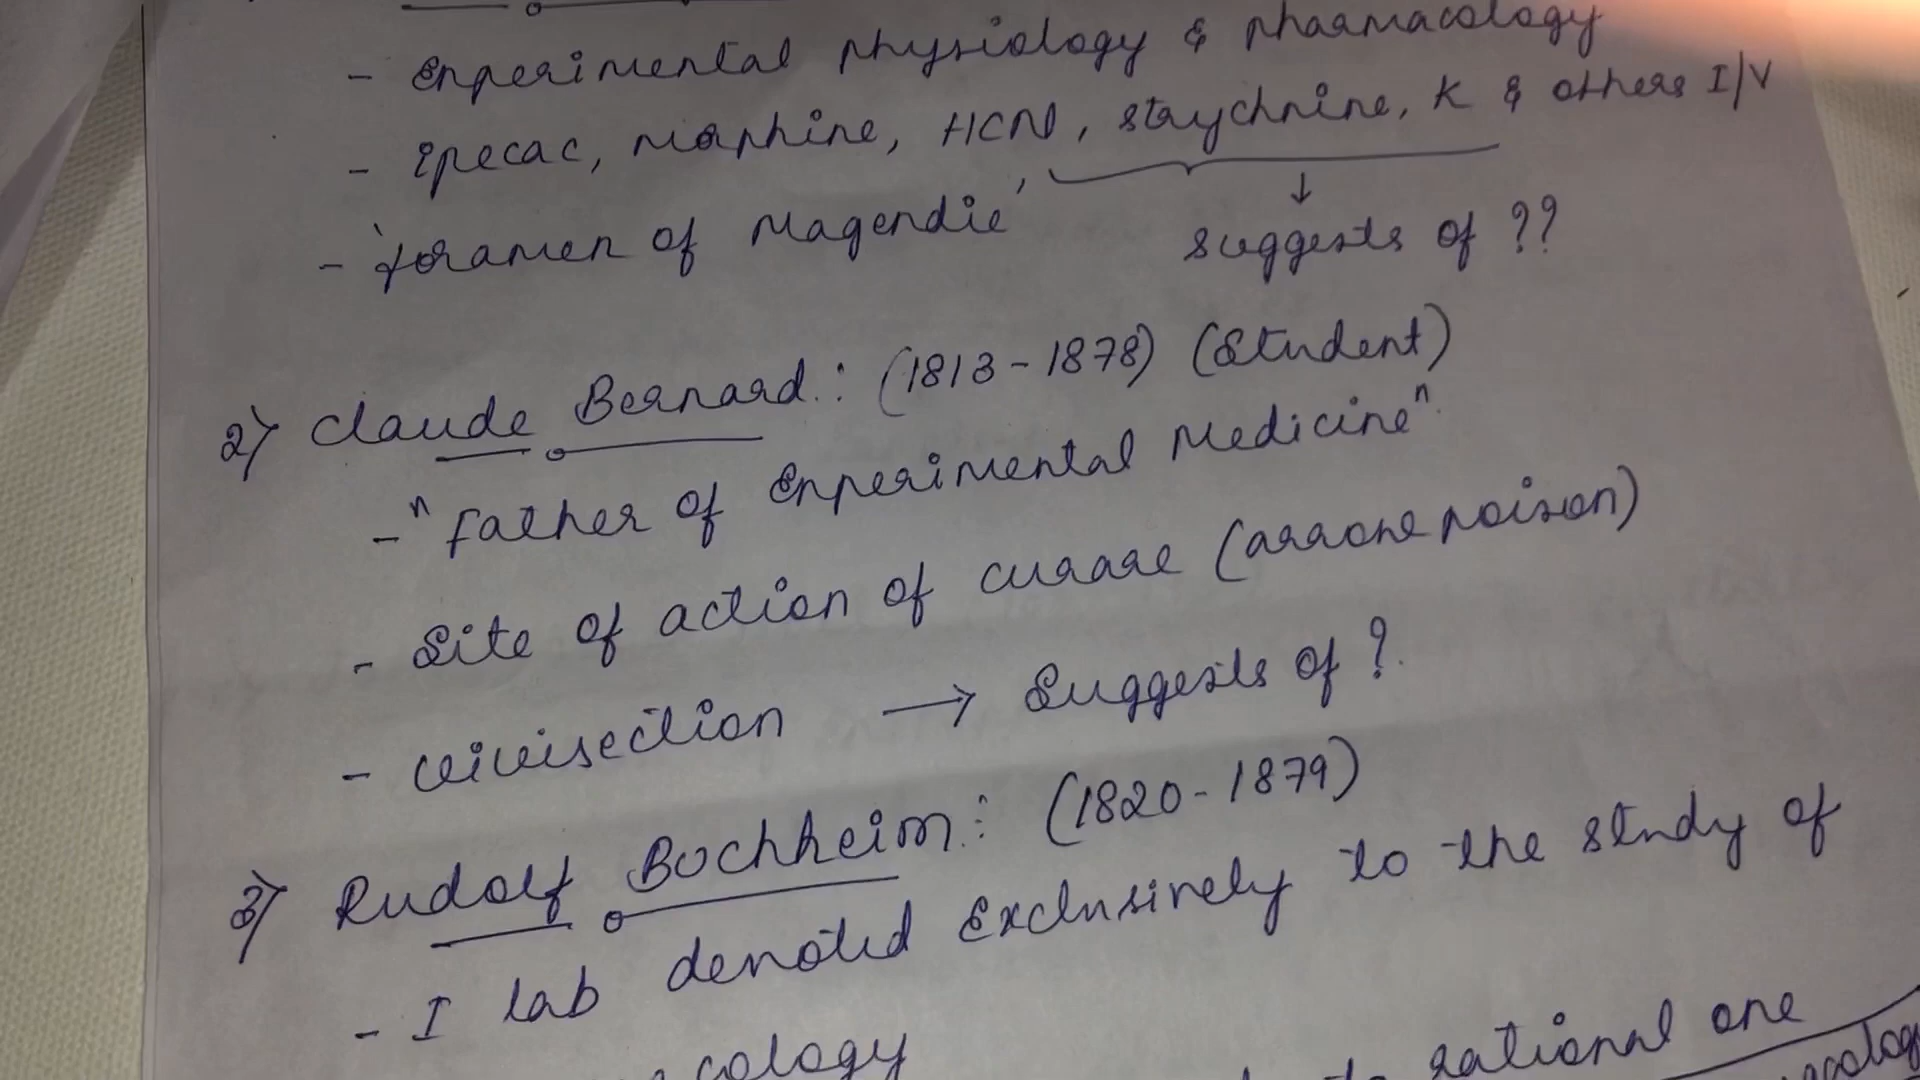 - Experimental physiology & pharmacology
- Ipecac, Morphine, HCN, strychnine, K & others I/V
- 'foramen of Magendie' ↓ suggests of ??
2) Claude Bernard : (1813-1878) (Student)
- "Father of Experimental Medicine"
- Site of action of curare (arrone poison)
- vivisection → Suggests of ?
3) Rudolf Buchheim : (1820-1879)
- I lab devoted Exclusively to the study of
cology
rational one